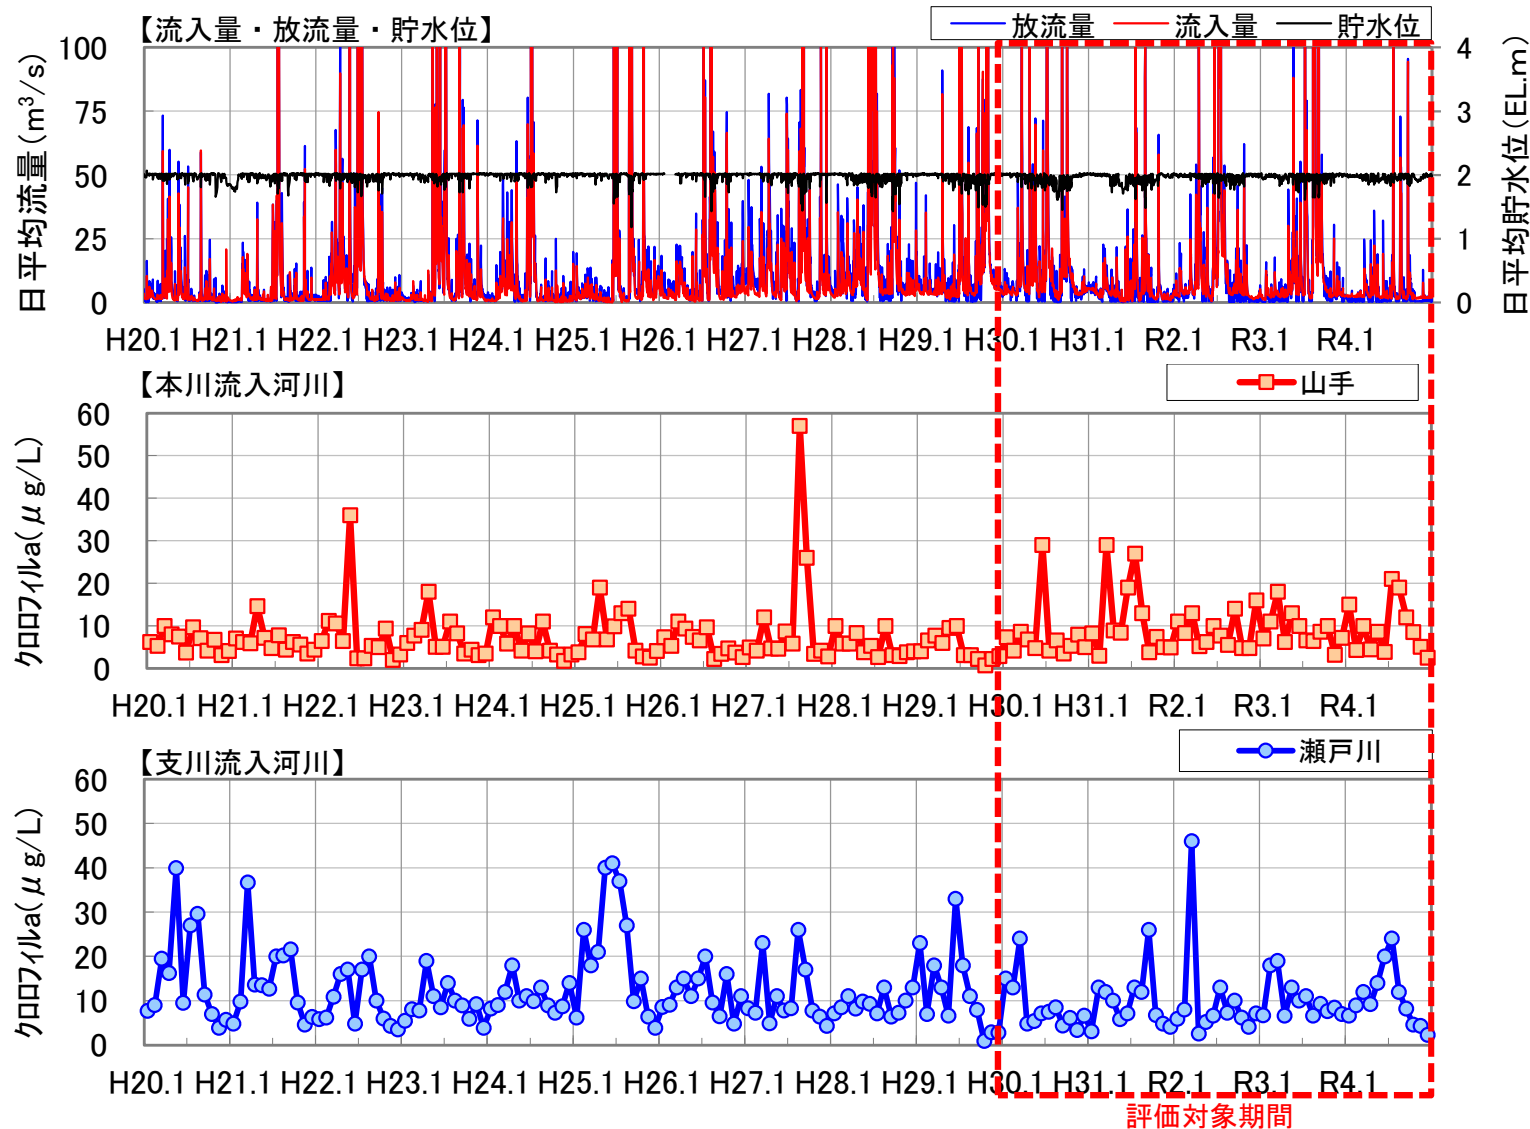 【流入量・放流量・貯水位】
放流量 流入量 貯水位
日平均流量(m³/s)
100
75
50
25
0
4
3
2
1
0
日平均貯水位(EL.m)
H20.1 H21.1 H22.1 H23.1 H24.1 H25.1 H26.1 H27.1 H28.1 H29.1 H30.1 H31.1 R2.1 R3.1 R4.1
【本川流入河川】
山手
クロロフィルa(μg/L)
60
50
40
30
20
10
0
H20.1 H21.1 H22.1 H23.1 H24.1 H25.1 H26.1 H27.1 H28.1 H29.1 H30.1 H31.1 R2.1 R3.1 R4.1
【支川流入河川】
瀬戸川
クロロフィルa(μg/L)
60
50
40
30
20
10
0
H20.1 H21.1 H22.1 H23.1 H24.1 H25.1 H26.1 H27.1 H28.1 H29.1 H30.1 H31.1 R2.1 R3.1 R4.1
評価対象期間